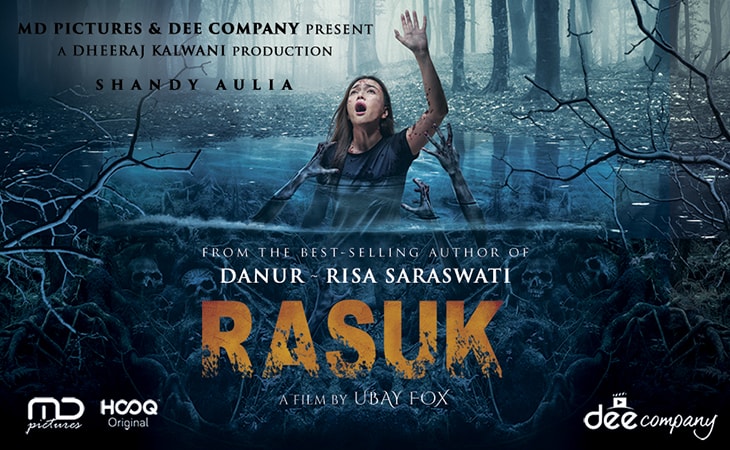 MD PICTURES & DEE COMPANY PRESENT
A DHEERAJ KALWANI PRODUCTION
SHANDY AULIA
FROM THE BEST-SELLING AUTHOR OF
DANUR - RISA SARASWATI
RASUK
A FILM BY UBAY FOX
MD
pictures
HOOQ
Original
dee company